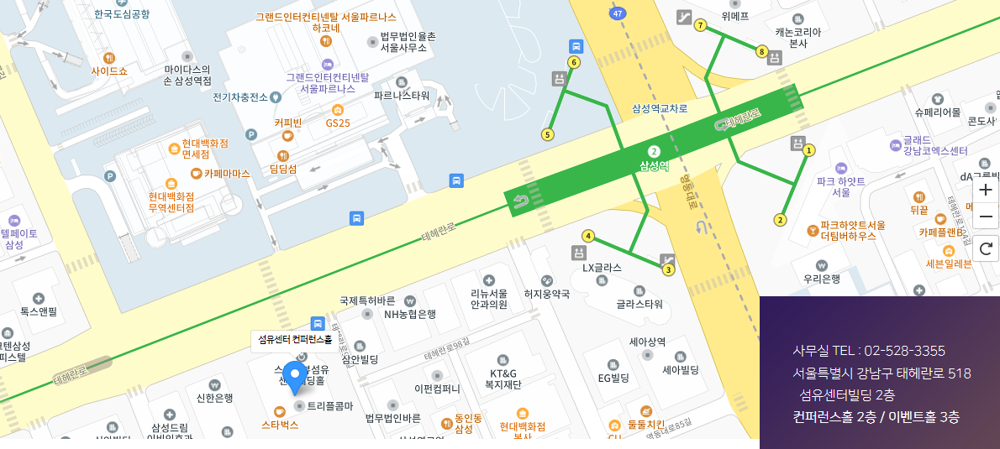 한국도심공항
그랜드인터컨티넨탈 서울파르나스
하코네
법무법인율촌
서울사무소
사이드쇼
마이다스의
손 삼성역점
그랜드인터컨티넨탈
서울파르나스
전기차충전소
파르나스타워
커피빈
GS25
P
현대백화점
면세점
딤딤섬
P
카페마마스
현대백화점
무역센터점
텔페이토
삼성
47
위메프
7
캐논코리아
본사
8
6
5
삼성역교차로
테헤란로
2
삼성역
영동대로
1
2
4
3
슈페리어몰
콘도사
글래드
강남코엑스센터
파크 하얏트
서울
dA그룹빌
뒤끝
카페플랜B
파크하얏트서울
더팀버하우스
세븐일레븐
우리은행
테헤란로
LX글라스
글라스타워
리뉴서울
안과의원
허지웅약국
국제특허바른
NH농협은행
톡스앤필
섬유센터 컨퍼런스홀
삼안빌딩
테헤란로98길
세아상역
세아빌딩
EG빌딩
KT&G
복지재단
이펀컴퍼니
크텐삼성
피스텔
테헤란로
신한은행
트리플콤마
스타벅스
법무법인바른
동인동
삼성
현대백화점
본사
둘둘치킨
CU
영동대로85길
삼성드림
이비인후과
삼안빌딩
+
−
사무실 TEL : 02-528-3355
서울특별시 강남구 태헤란로 518
섬유센터빌딩 2층
컨퍼런스홀 2층 / 이벤트홀 3층